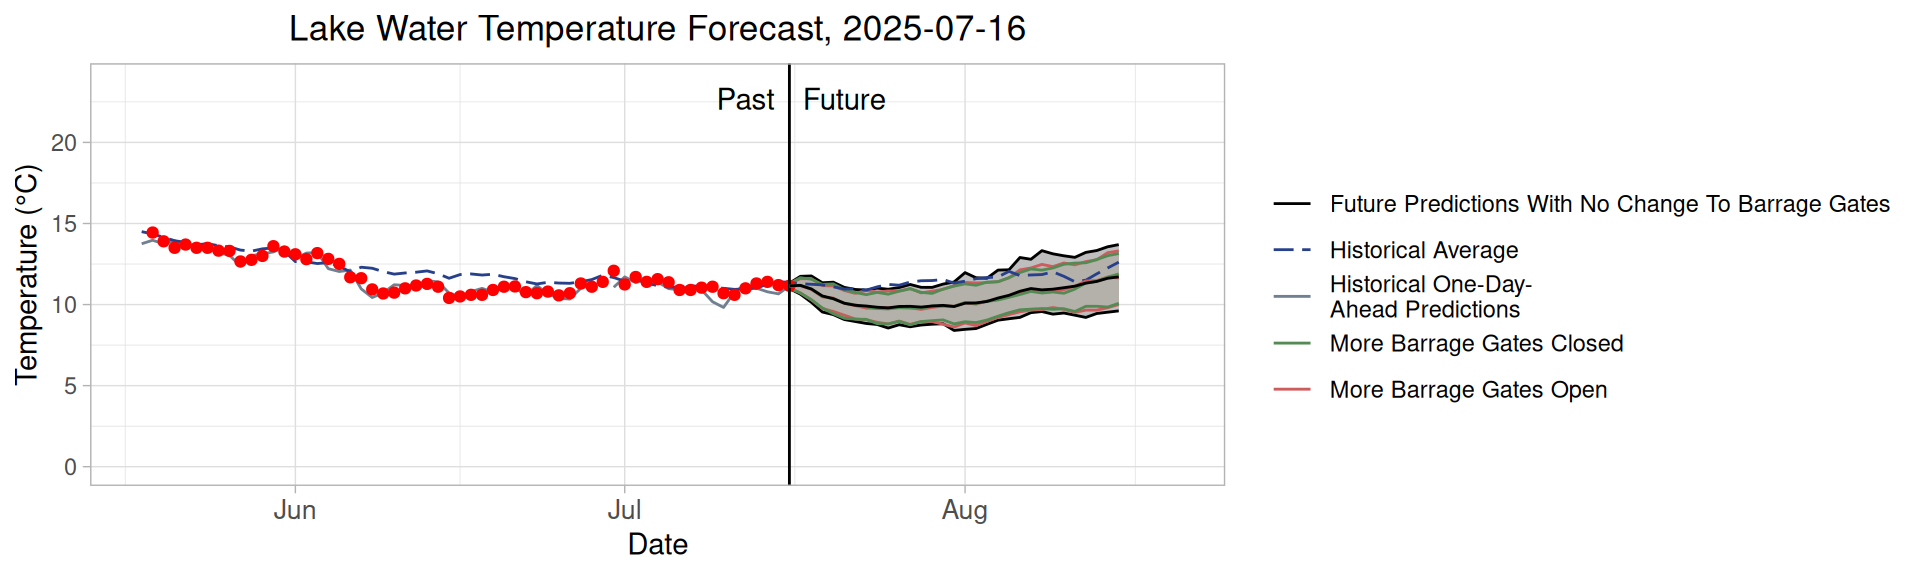 Lake Water Temperature Forecast, 2025-07-16
Past
Future
20
15
10
5
0
Temperature (°C)
Jun
Jul
Aug
Date
Future Predictions With No Change To Barrage Gates
Historical Average
Historical One-Day-
Ahead Predictions
More Barrage Gates Closed
More Barrage Gates Open